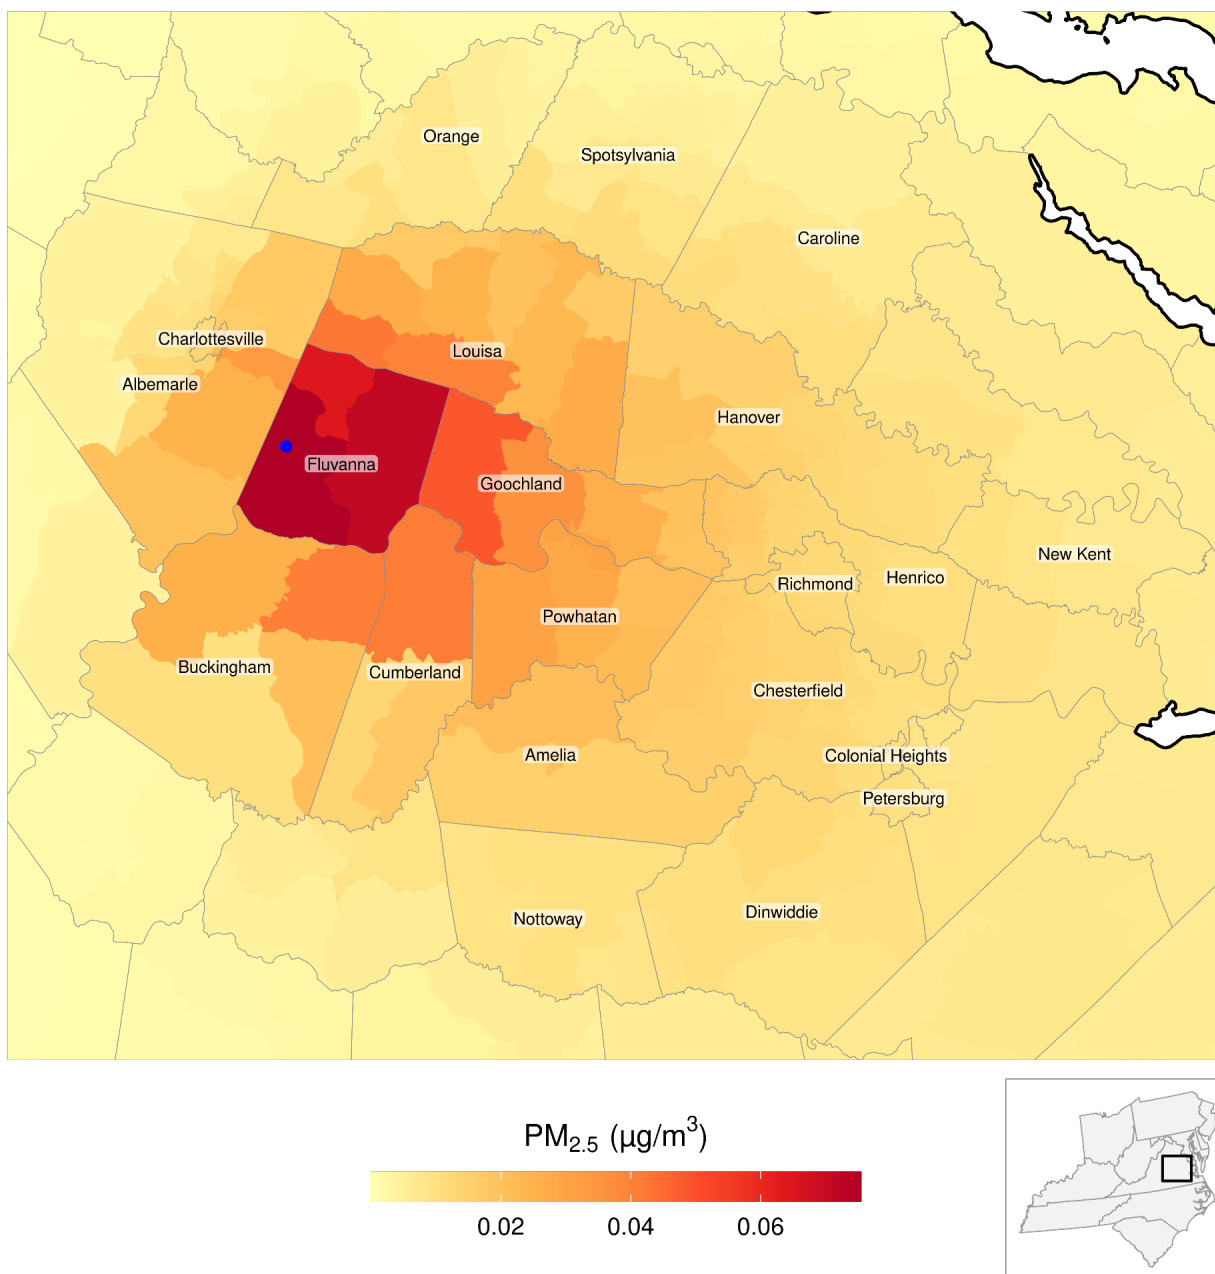 Orange
Spotsylvania
Caroline
Charlottesville
Louisa
Albemarle
Hanover
Fluvanna
Goochland
New Kent
Henrico
Richmond
Powhatan
Buckingham
Cumberland
Chesterfield
Amelia
Colonial Heights
Petersburg
Nottoway
Dinwiddie
PM2.5 (µg/m3)
0.02 0.04 0.06